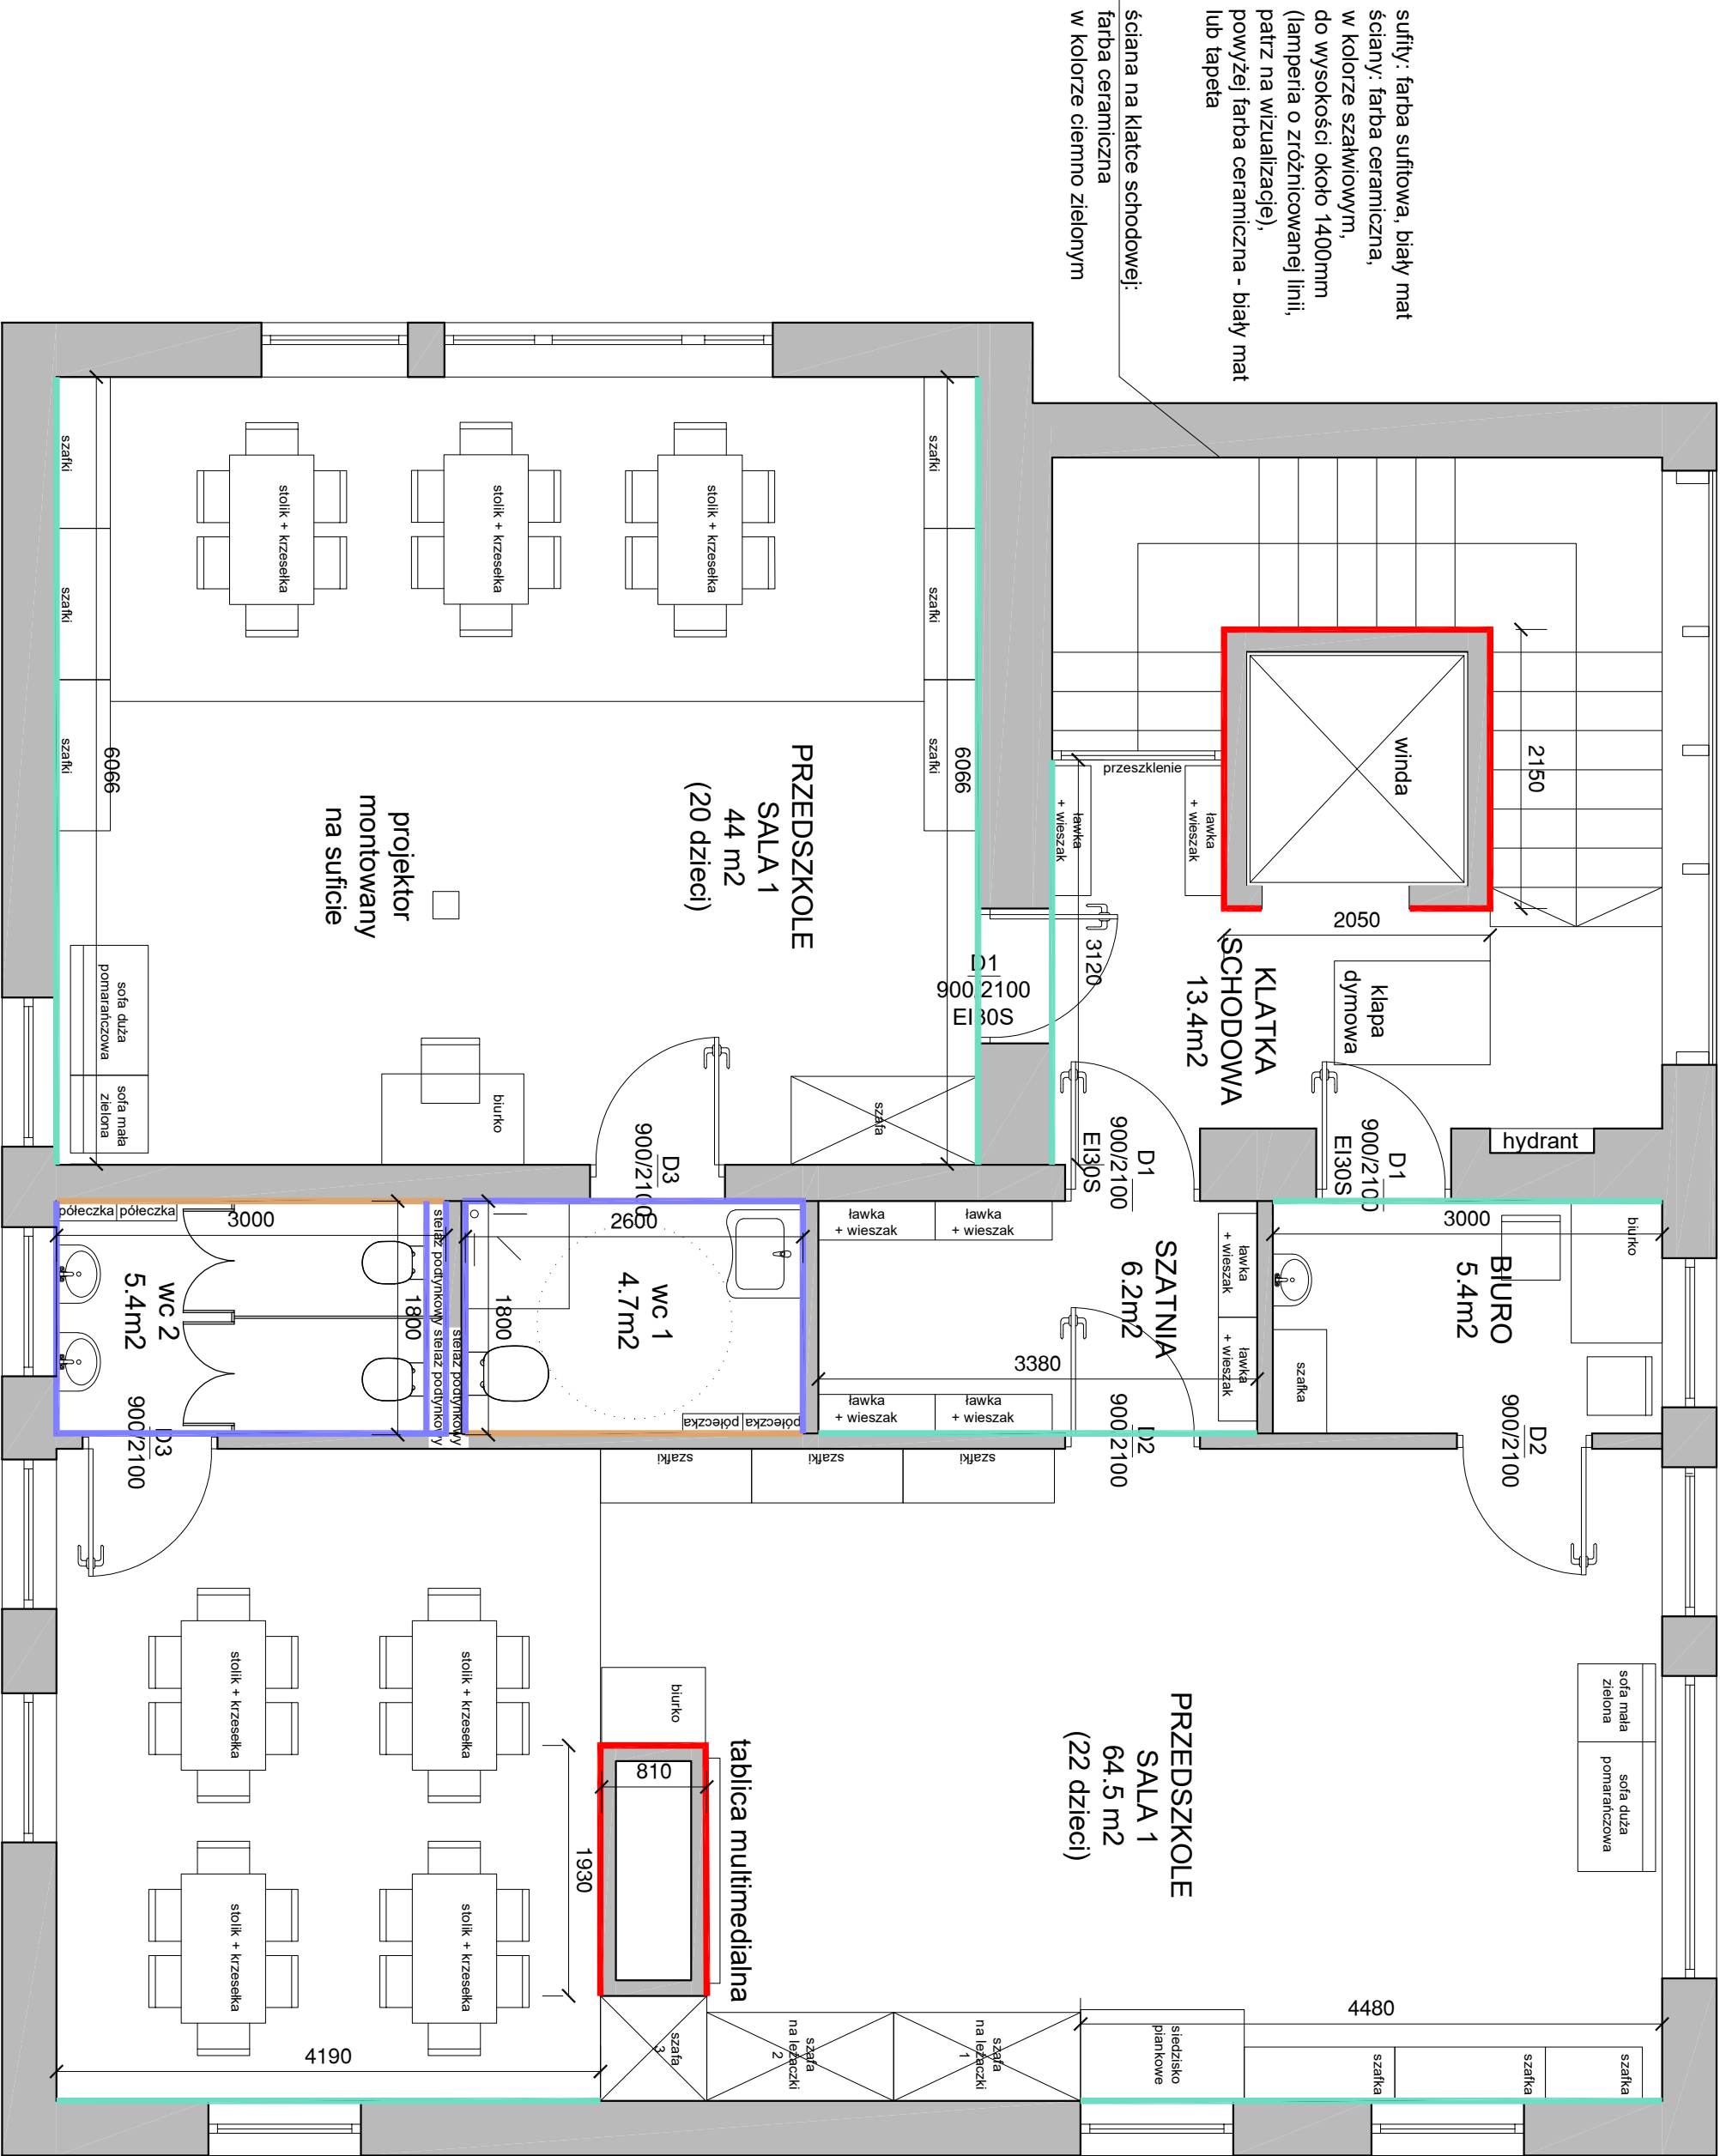 sufity: farba sufitowa, biały mat
ściany: farba ceramiczna,
w kolorze szałwiowym,
do wysokości około 1400mm
(lamperia o zróżnicowanej linii,
patrz na wizualizacje),
powyżej farba ceramiczna - biały mat
lub tapeta
ściana na klatce schodowej:
farba ceramiczna
w kolorze ciemno zielonym
winda
2150
2050
przeszklenie
ławka
+ wieszak
ławka
+ wieszak
klapa
dymowa
KLATKA
SCHODOWA
13.4m2
3120
D1
900/2100
EI30S
D1
900/2100
EI30S
D1
900/2100
EI30S
hydrant
szafki
szafki
szafki
szafki
szafki
szafki
stolik + krzesełka
stolik + krzesełka
stolik + krzesełka
6066
6066
PRZEDSZKOLE
SALA 1
44 m2
(20 dzieci)
projektor
montowany
na suficie
sofa duża
pomarańczowa
sofa mała
zielona
biurko
szafa
D3
900/2100
półeczka
półeczka
3000
stelaż podtynkowy
stelaż podtynkowy
stelaż podtynkowy
1800
wc 2
5.4m2
D3
900/2100
2600
1800
wc 1
4.7m2
półeczka
półeczka
ławka
+ wieszak
ławka
+ wieszak
ławka
+ wieszak
ławka
+ wieszak
SZATNIA
6.2m2
3380
ławka
+ wieszak
ławka
+ wieszak
D2
900/2100
3000
biurko
BIURO
5.4m2
szafka
D2
900/2100
szafki
szafki
szafki
stolik + krzesełka
stolik + krzesełka
stolik + krzesełka
stolik + krzesełka
biurko
810
1930
tablica multimedialna
PRZEDSZKOLE
SALA 1
64.5 m2
(22 dzieci)
sofa mała
zielona
sofa duża
pomarańczowa
4190
szafa
3
szafa
na leżaczki
2
szafa
na leżaczki
1
siedzisko
piankowe
4480
szafka
szafka
szafka